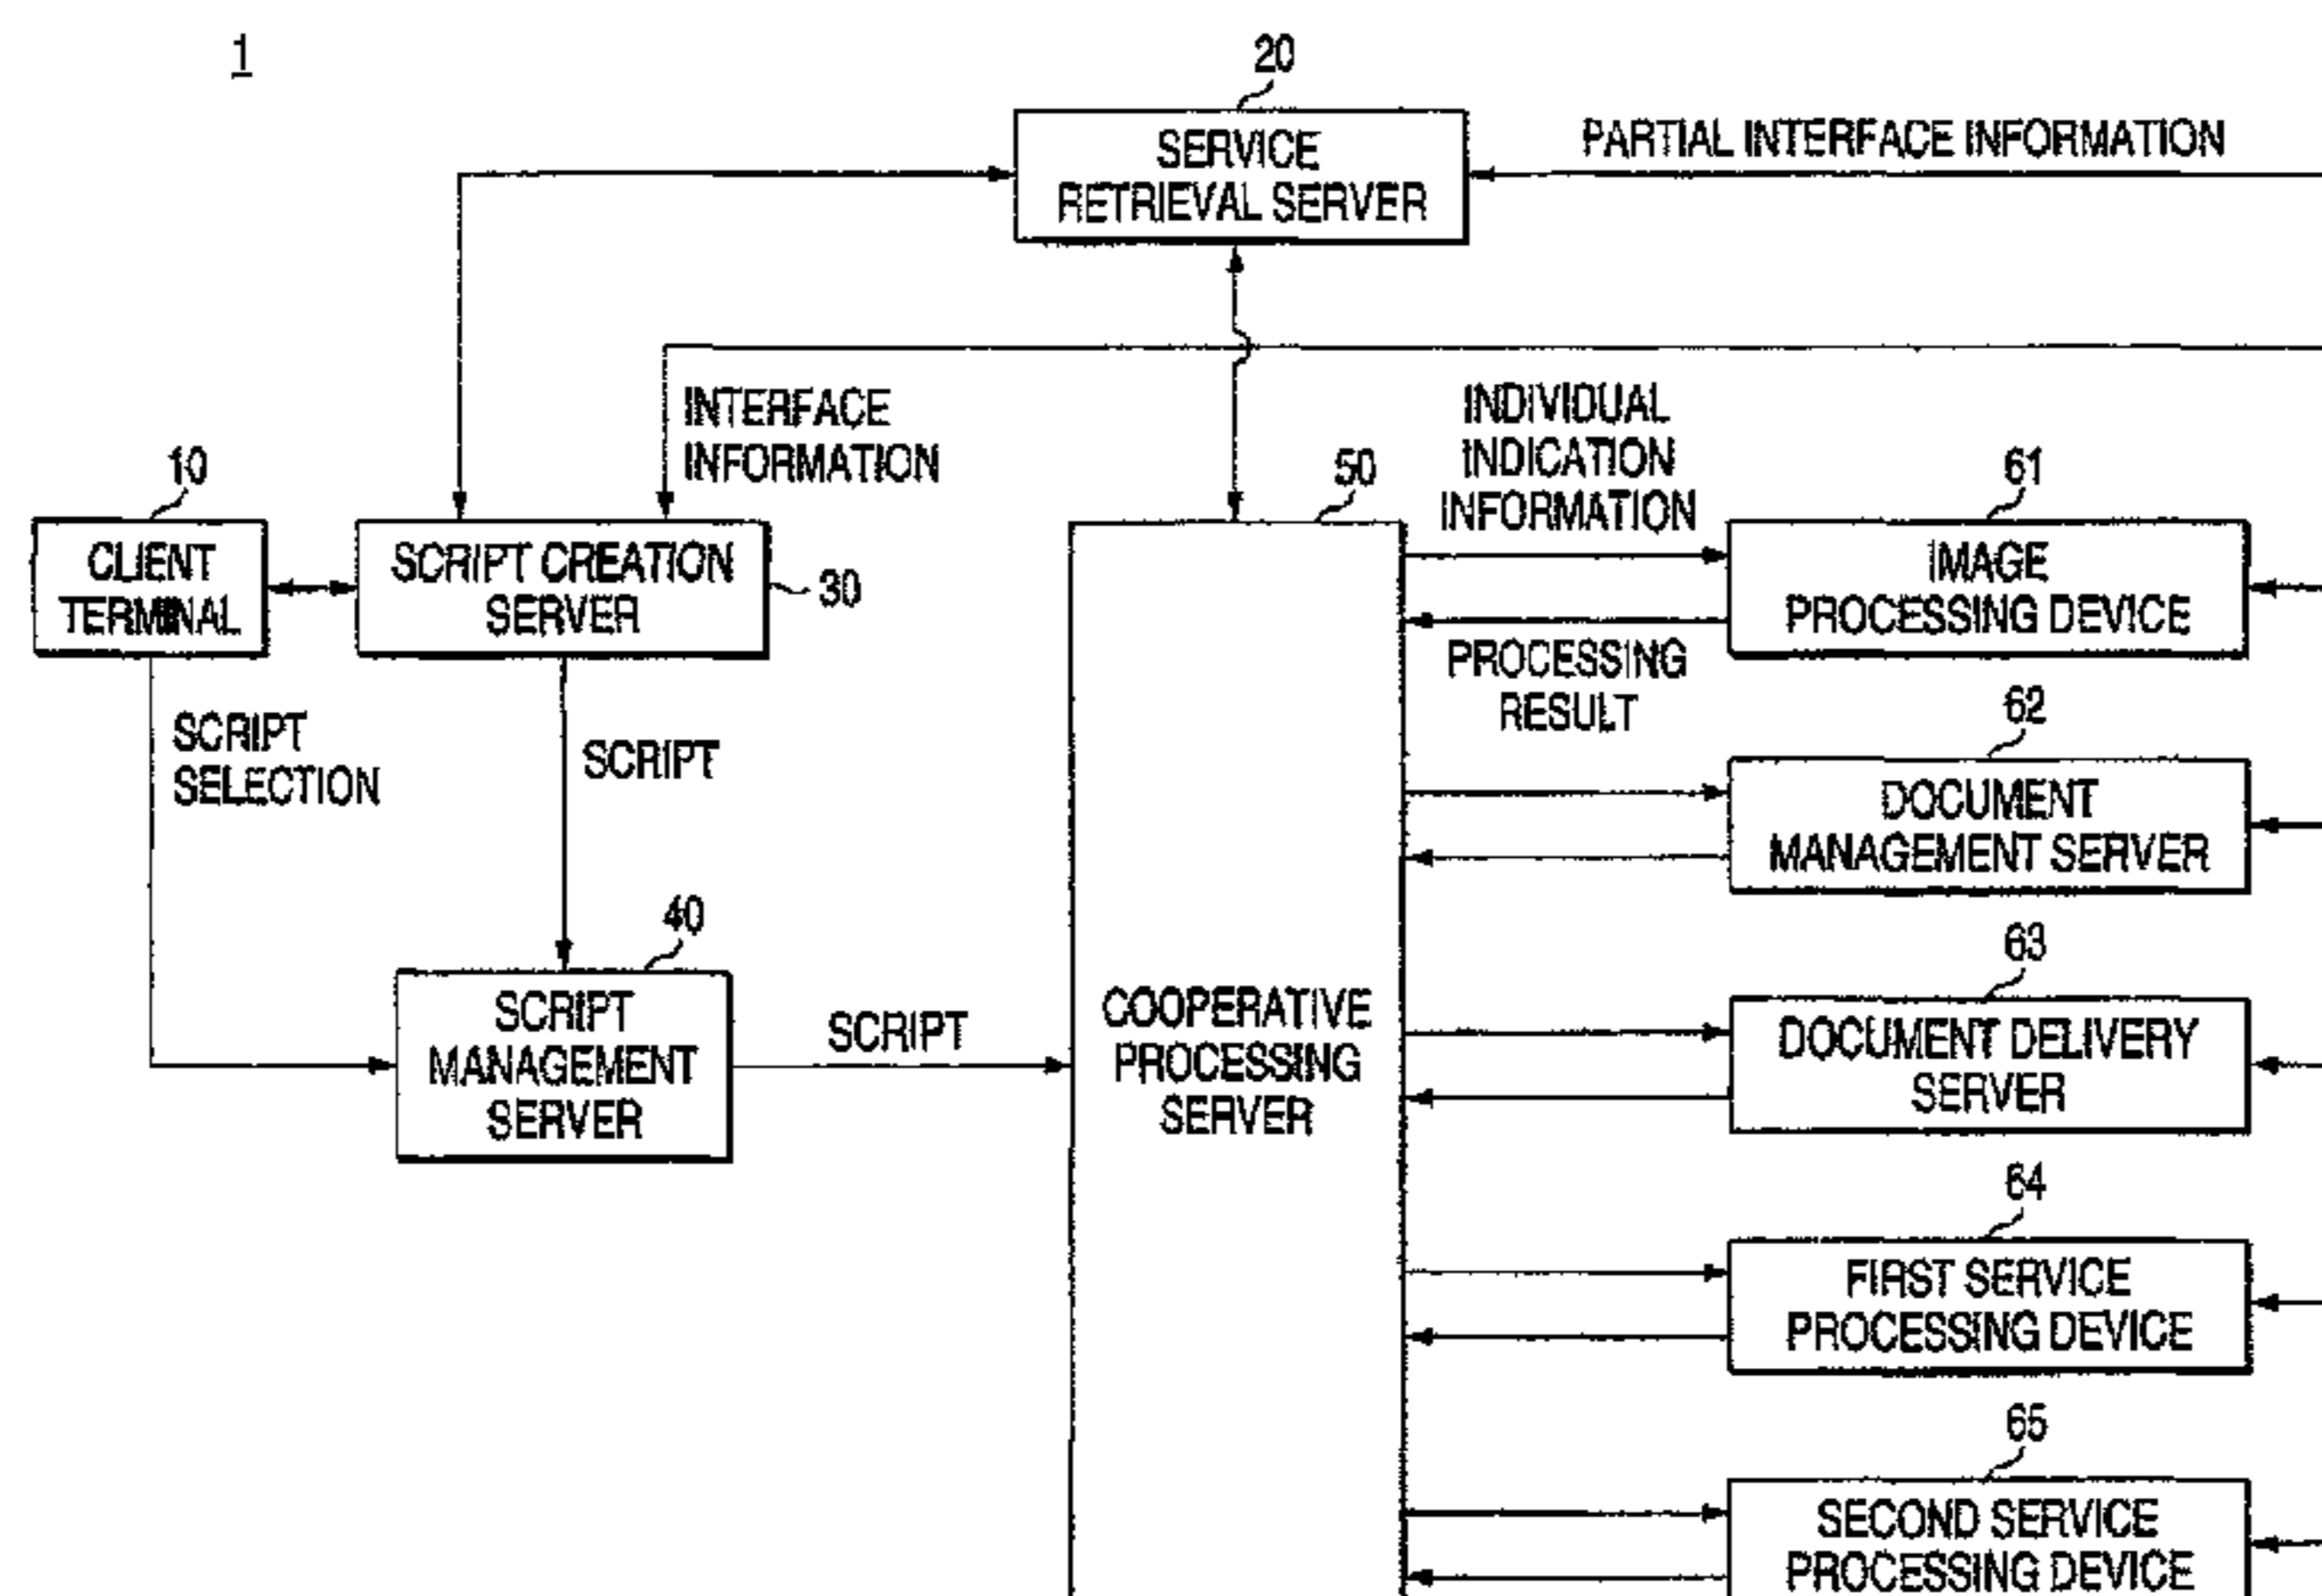 1
20
SERVICE
RETRIEVAL SERVER
PARTIAL INTERFACE INFORMATION
INTERFACE
INFORMATION
INDIVIDUAL
INDICATION
INFORMATION
10
CLIENT
TERMINAL
SCRIPT CREATION
SERVER
30
50
61
IMAGE
PROCESSING DEVICE
PROCESSING
RESULT
SCRIPT
SELECTION
SCRIPT
62
DOCUMENT
MANAGEMENT SERVER
40
SCRIPT
MANAGEMENT
SERVER
SCRIPT
COOPERATIVE
PROCESSING
SERVER
63
DOCUMENT DELIVERY
SERVER
64
FIRST SERVICE
PROCESSING DEVICE
65
SECOND SERVICE
PROCESSING DEVICE